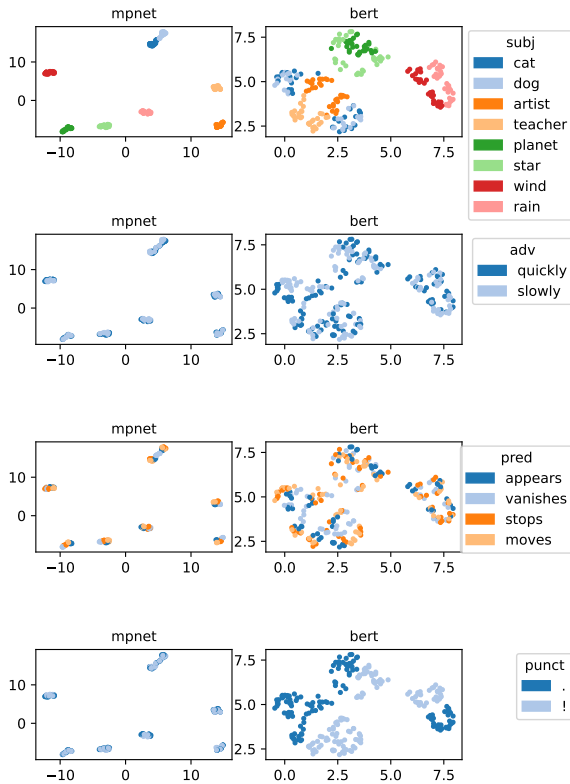 mpnet
bert
10
0
−10
0
10
7.5
5.0
2.5
0.0
2.5
5.0
7.5
subj
cat
dog
artist
teacher
planet
star
wind
rain
mpnet
bert
10
0
−10
0
10
7.5
5.0
2.5
0.0
2.5
5.0
7.5
adv
quickly
slowly
mpnet
bert
10
0
−10
0
10
7.5
5.0
2.5
0.0
2.5
5.0
7.5
pred
appears
vanishes
stops
moves
mpnet
bert
10
0
−10
0
10
7.5
5.0
2.5
0.0
2.5
5.0
7.5
punct
.
!